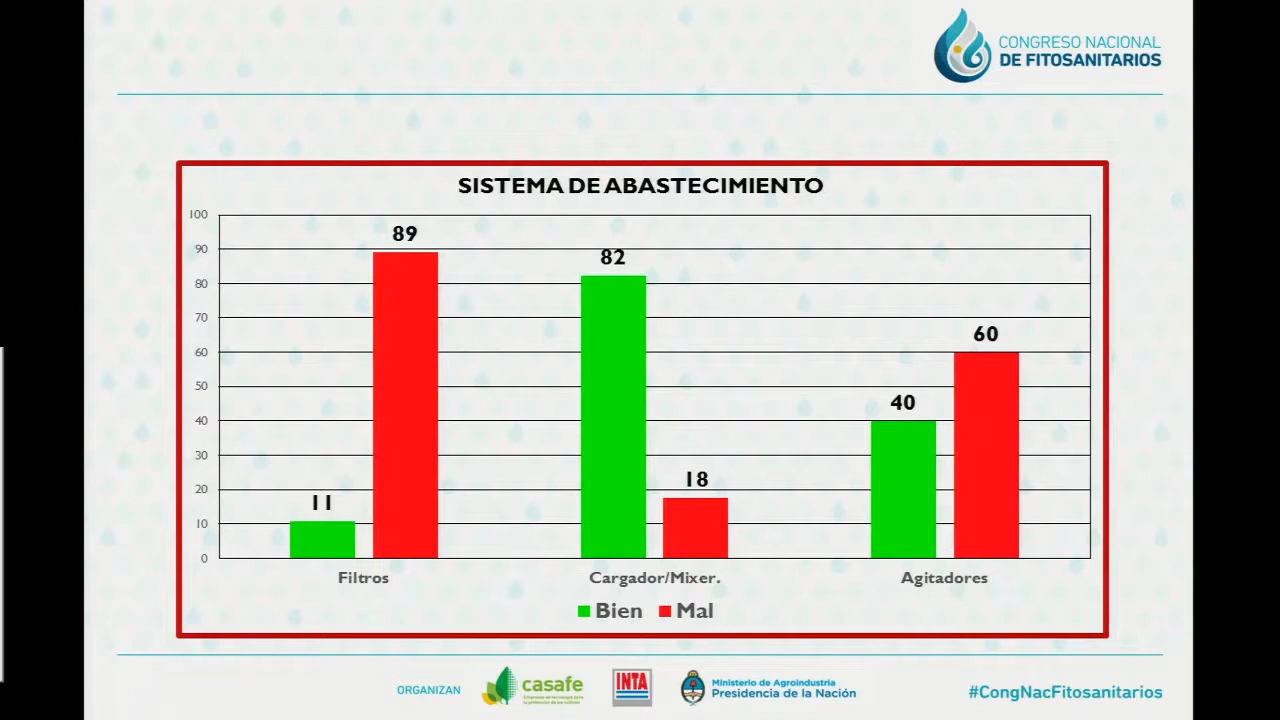 CONGRESO NACIONAL
DE FITOSANITARIOS
SISTEMA DE ABASTECIMIENTO
100
90
80
70
60
50
40
30
20
10
0
11
89
82
18
40
60
Filtros
Cargador/Mixer.
Agitadores
Bien
Mal
ORGANIZAN
casafe
INTA
Ministerio de Agroindustria
Presidencia de la Nación
#CongNacFitosanitarios